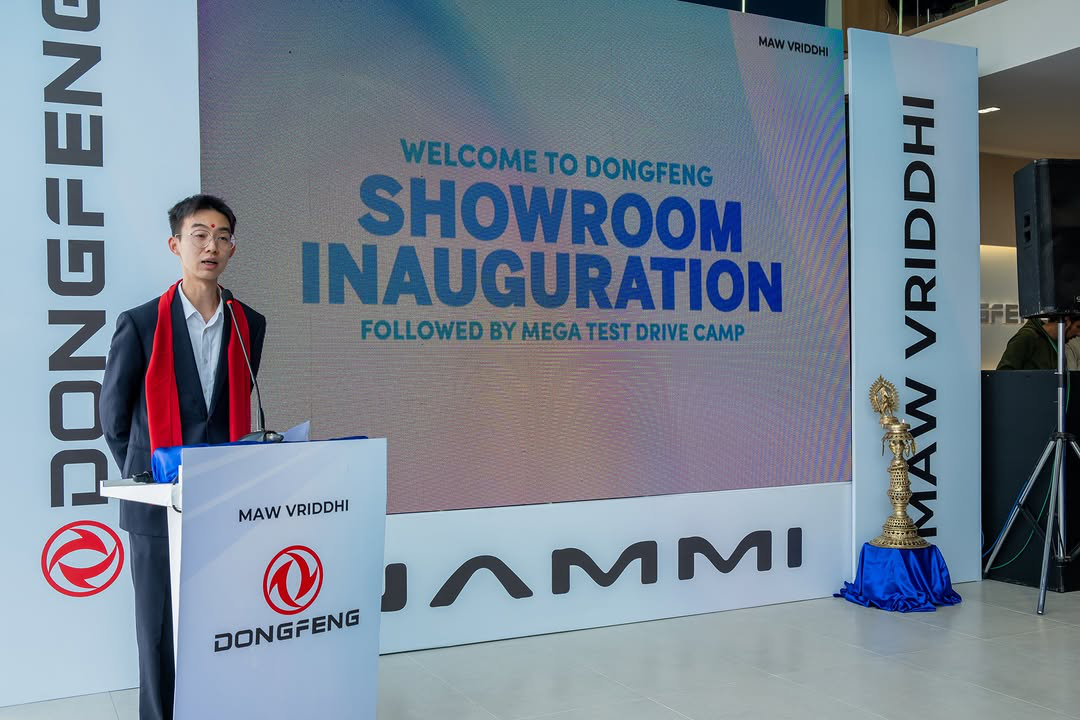 DONGFENG
MAW VRIDDHI
WELCOME TO DONGFENG
SHOWROOM
INAUGURATION
FOLLOWED BY MEGA TEST DRIVE CAMP
MAW VRIDDHI
MAW VRIDDHI
DONGFENG